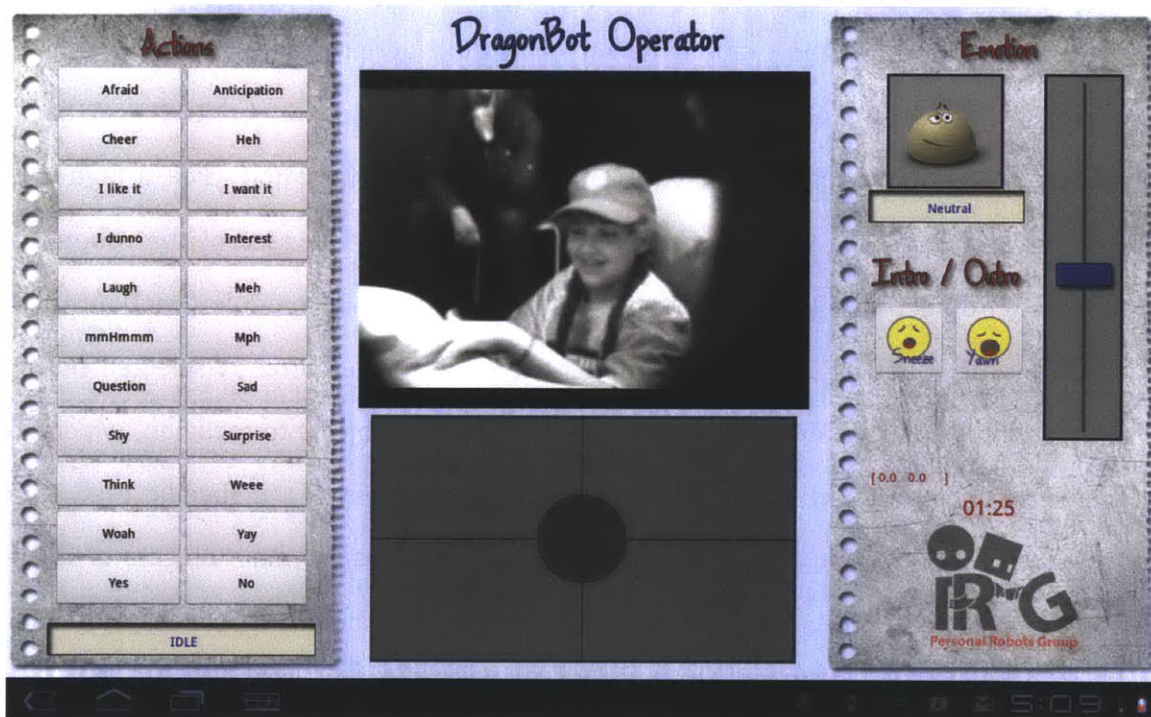 DragonBot Operator
Actions
Afraid Anticipation
Cheer Heh
I like it I want it
I dunno Interest
Laugh Meh
mmHmmm Mph
Question Sad
Shy Surprise
Think Weee
Woah Yay
Yes No
IDLE
Emotion
Neutral
Intro / Outro
Sneeze Yawn
[ 0.0 0.0 ]
01:25
PRG
Personal Robots Group
5:09